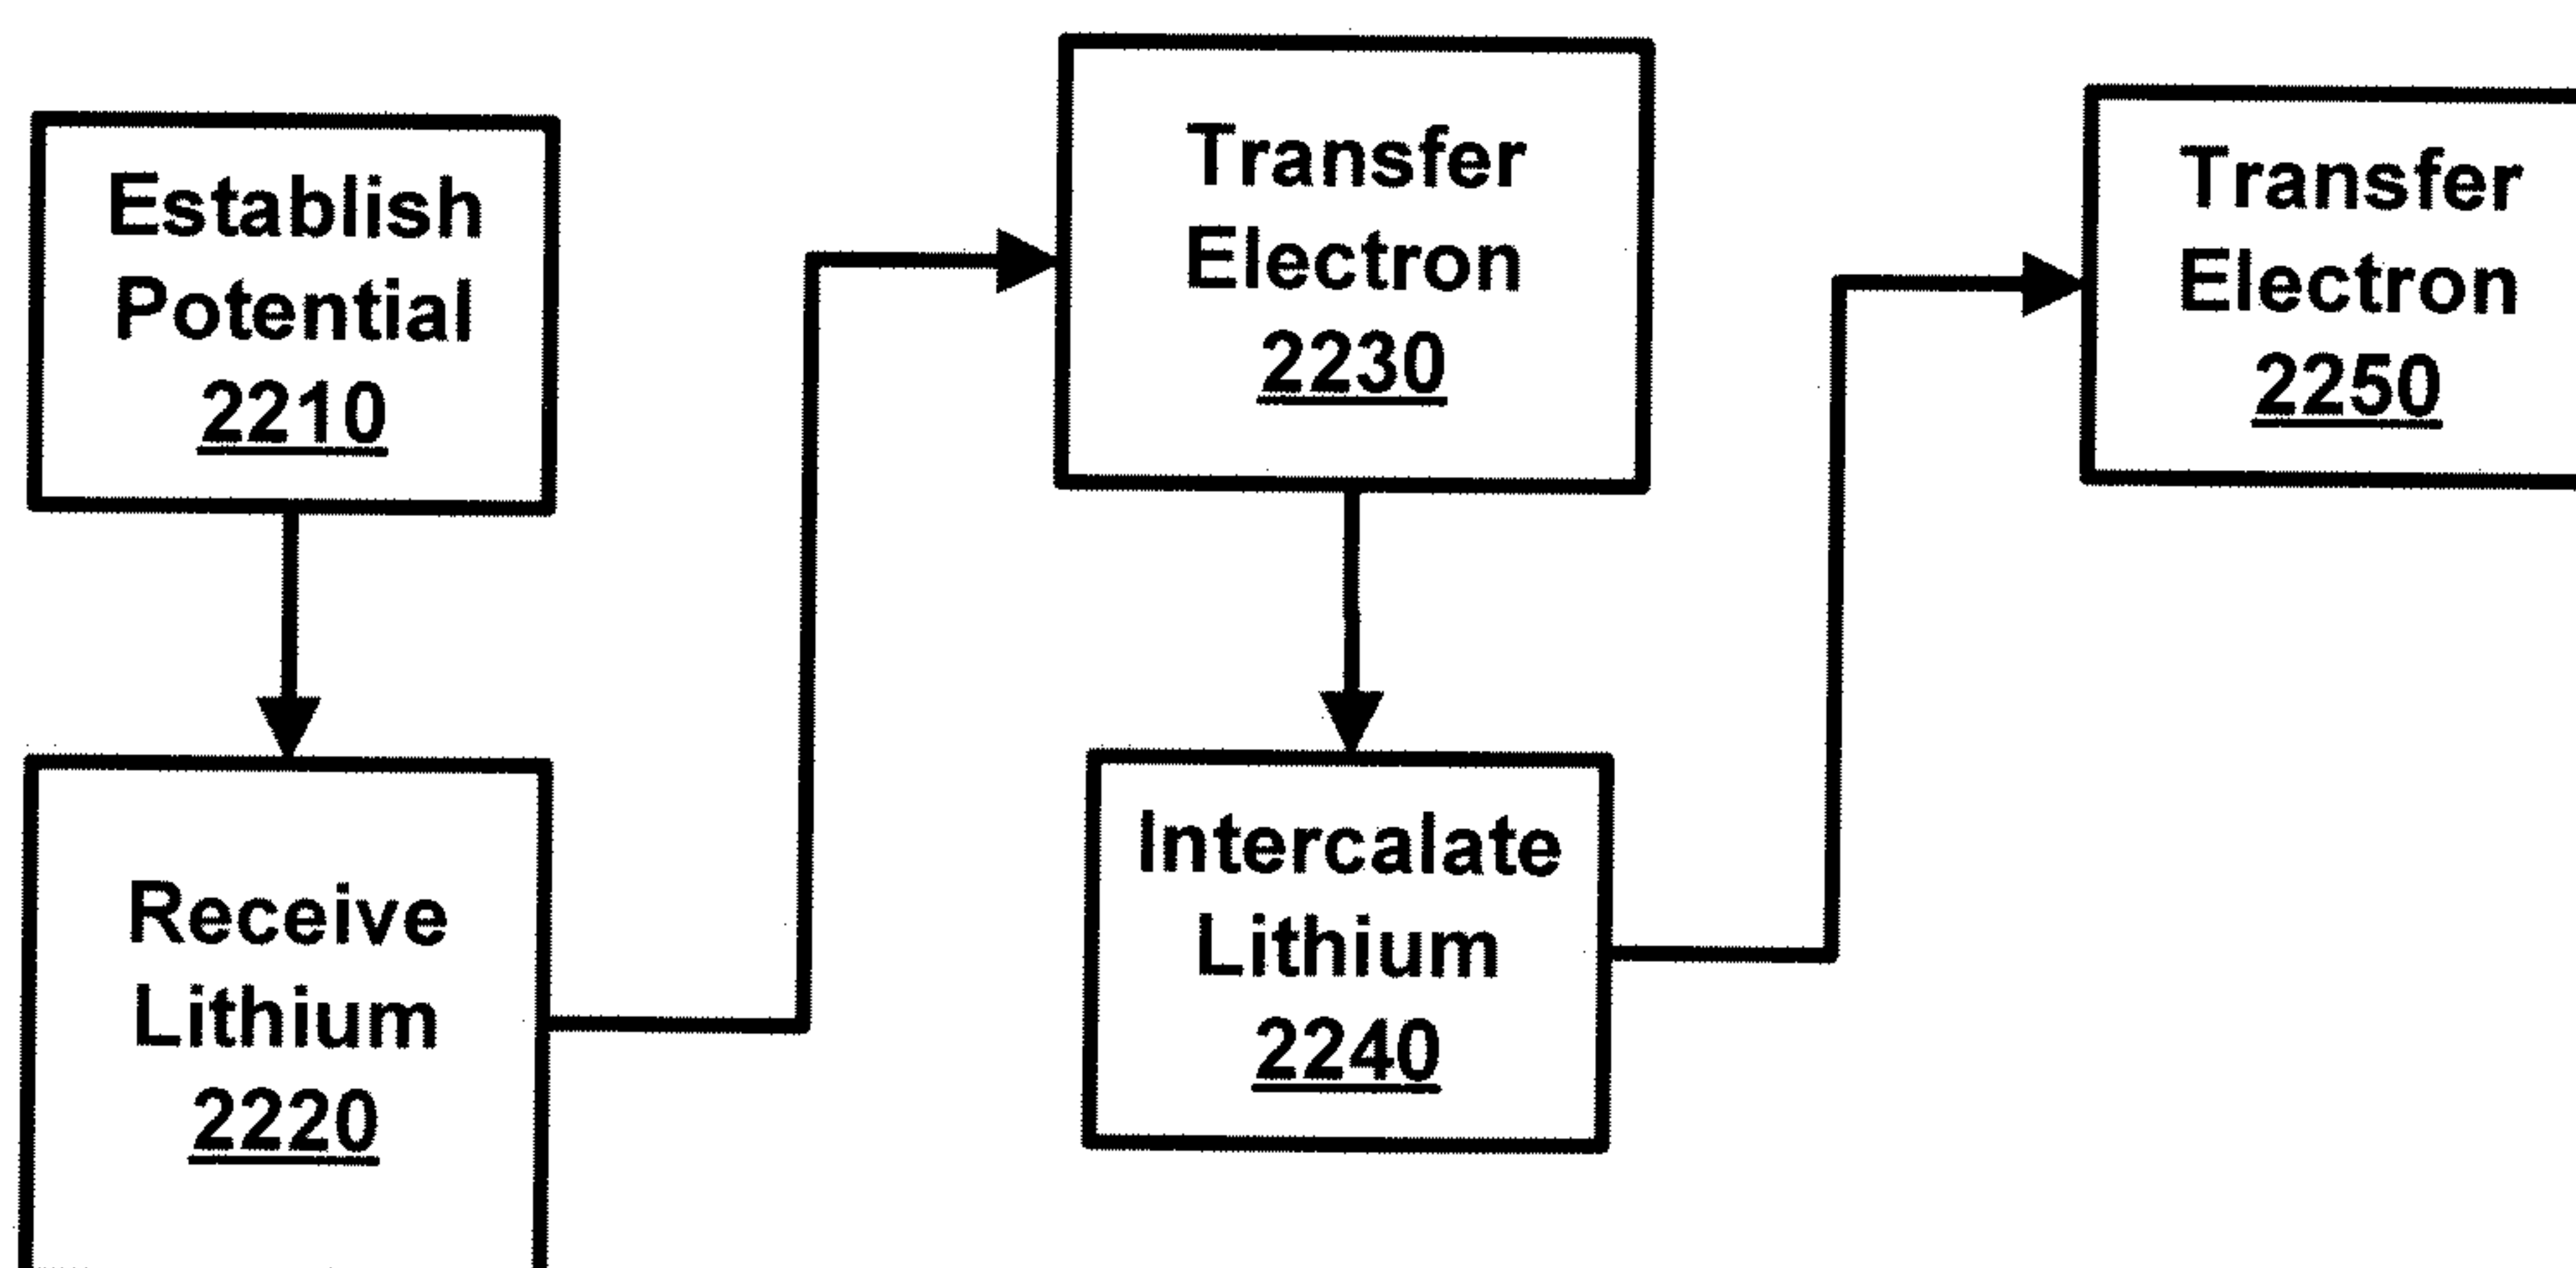 Establish
Potential
2210
Receive
Lithium
2220
Transfer
Electron
2230
Intercalate
Lithium
2240
Transfer
Electron
2250